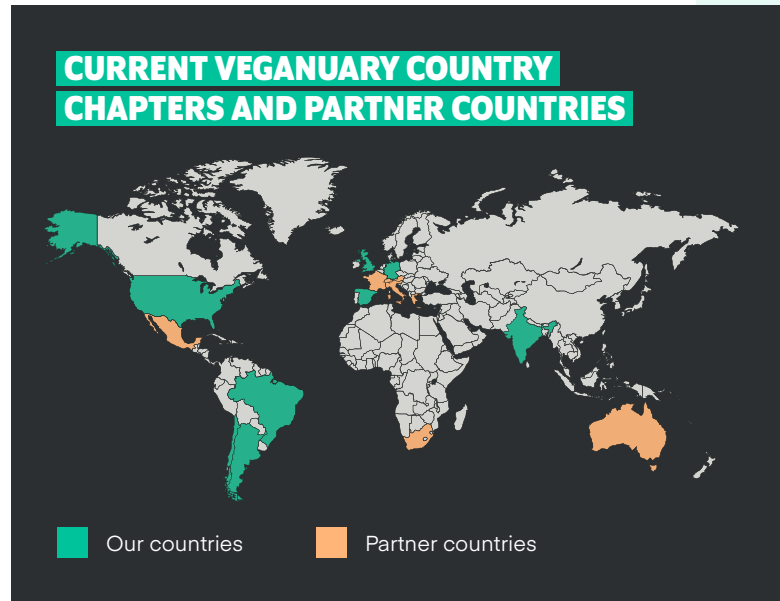 CURRENT VEGANUARY COUNTRY
CHAPTERS AND PARTNER COUNTRIES
Our countries
Partner countries